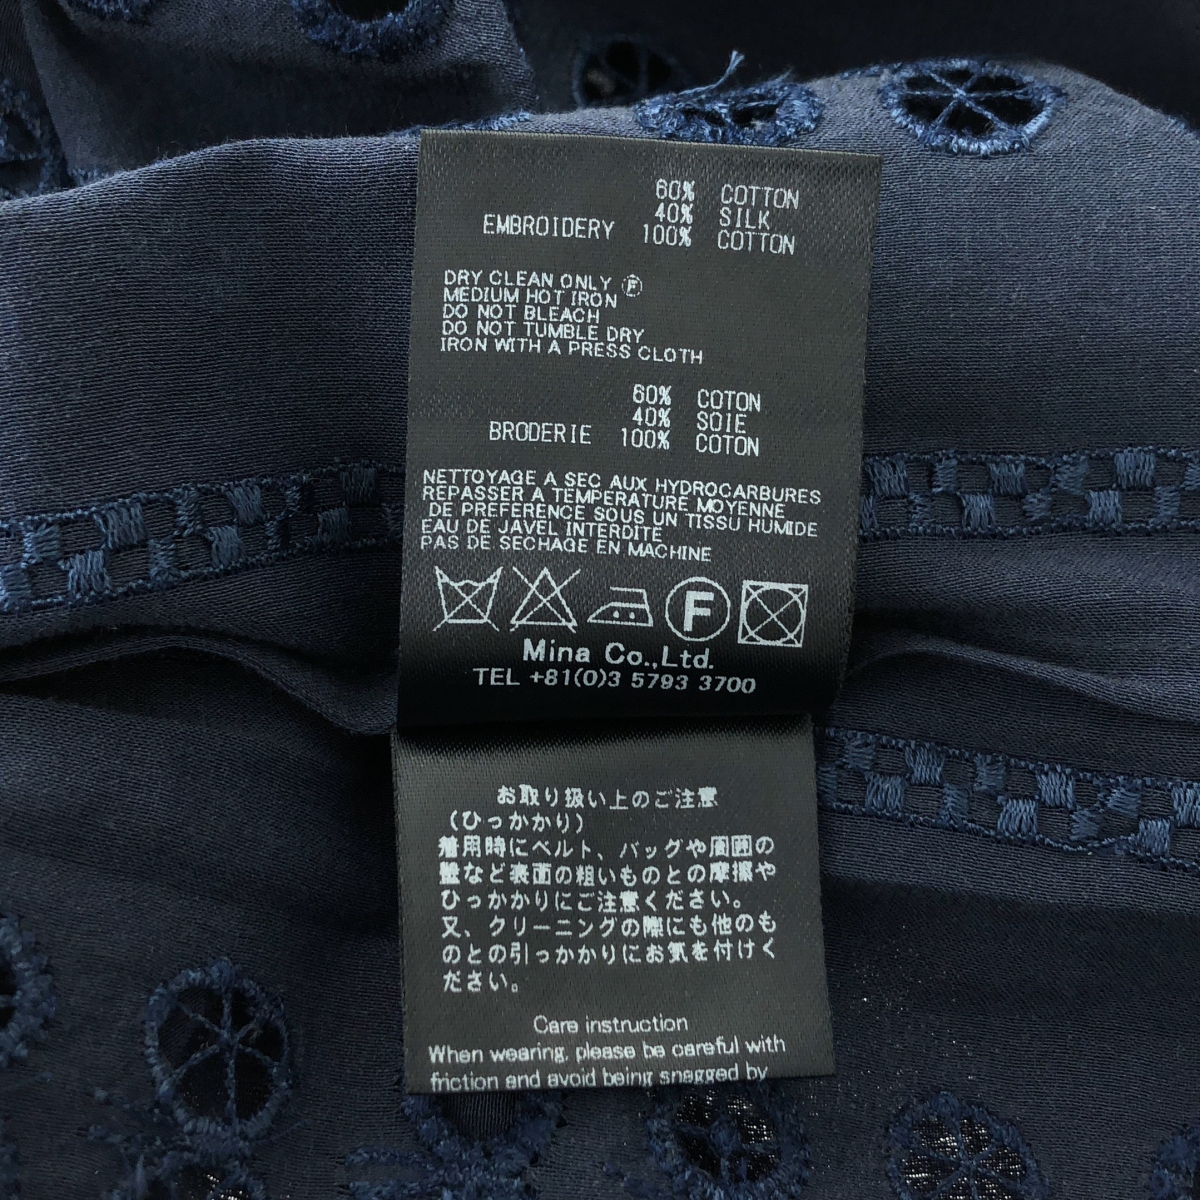 60% COTTON
40% SILK
EMBROIDERY 100% COTTON
DRY CLEAN ONLY Ⓕ
MEDIUM HOT IRON
DO NOT BLEACH
DO NOT TUMBLE DRY
IRON WITH A PRESS CLOTH
60% COTON
40% SOIE
BRODERIE 100% COTON
NETTOYAGE A SEC AUX HYDROCARBURES
REPASSER A TEMPERATURE MOYENNE
DE PREFERENCE SOUS UN TISSU HUMIDE
EAU DE JAVEL INTERDITE
PAS DE SECHAGE EN MACHINE
F
Mina Co.,Ltd.
TEL +81(0)3 5793 3700
お取り扱い上のご注意
(ひっかかり)
着用時にベルト、バッグや周囲の
壁など表面の粗いものとの摩擦や
ひっかかりにご注意ください。
又、クリーニングの際にも他のも
のとの引っかかりにお気を付けく
ださい。
Care instruction
When wearing, please be careful with
friction and avoid being snagged by